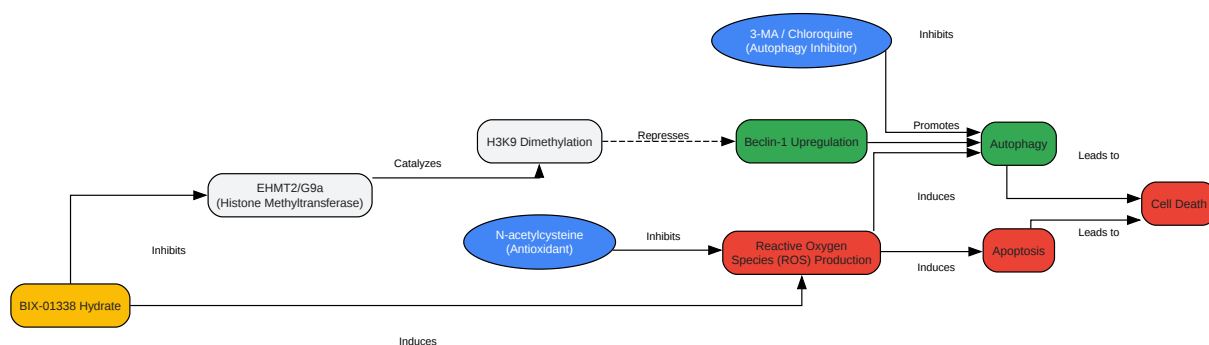 3-MA / Chloroquine
(Autophagy Inhibitor)
Inhibits
Promotes
H3K9 Dimethylation
Represses
Beclin-1 Upregulation
Autophagy
Catalyzes
Leads to
EHMT2/G9a
(Histone Methyltransferase)
Induces
Cell Death
N-acetylcysteine
(Antioxidant)
Inhibits
Reactive Oxygen
Species (ROS) Production
Apoptosis
Leads to
Inhibits
Induces
BIX-01338 Hydrate
Induces